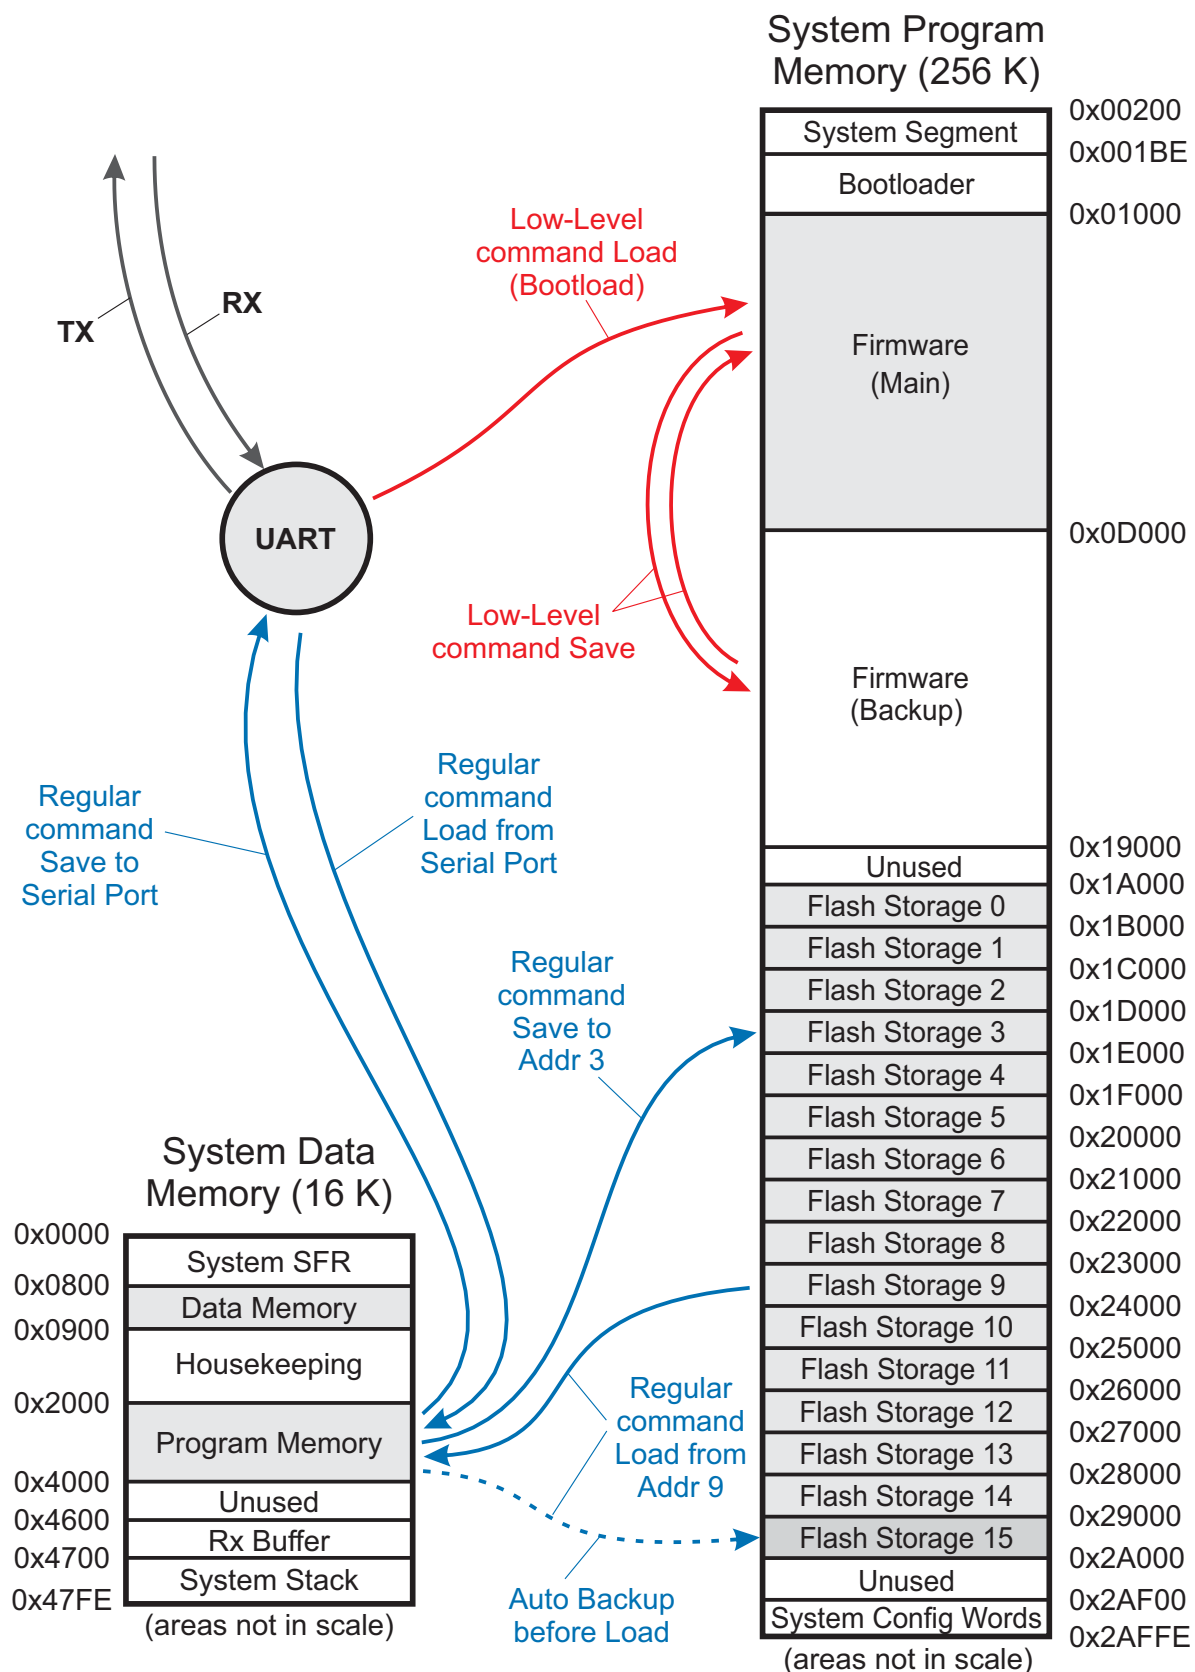 System Program
Memory (256 K)
0x00200
System Segment
0x001BE
Bootloader
0x01000
Low-Level
command Load
(Bootload)
TX
RX
Firmware
(Main)
UART
0x0D000
Low-Level
command Save
Firmware
(Backup)
Regular
command
Save to
Serial Port
Regular
command
Load from
Serial Port
0x19000
Unused
0x1A000
Flash Storage 0
0x1B000
Flash Storage 1
0x1C000
Flash Storage 2
0x1D000
Flash Storage 3
0x1E000
Flash Storage 4
0x1F000
Flash Storage 5
0x20000
Flash Storage 6
0x21000
Flash Storage 7
0x22000
Flash Storage 8
0x23000
Flash Storage 9
0x24000
Flash Storage 10
0x25000
Flash Storage 11
0x26000
Flash Storage 12
0x27000
Flash Storage 13
0x28000
Flash Storage 14
0x29000
Flash Storage 15
0x2A000
Unused
0x2AF00
System Config Words
0x2AFFE
(areas not in scale)
Regular
command
Save to
Addr 3
System Data
Memory (16 K)
0x0000
System SFR
0x0800
Data Memory
0x0900
Housekeeping
0x2000
Program Memory
0x4000
Unused
0x4600
Rx Buffer
0x4700
System Stack
0x47FE
(areas not in scale)
Regular
command
Load from
Addr 9
Auto Backup
before Load